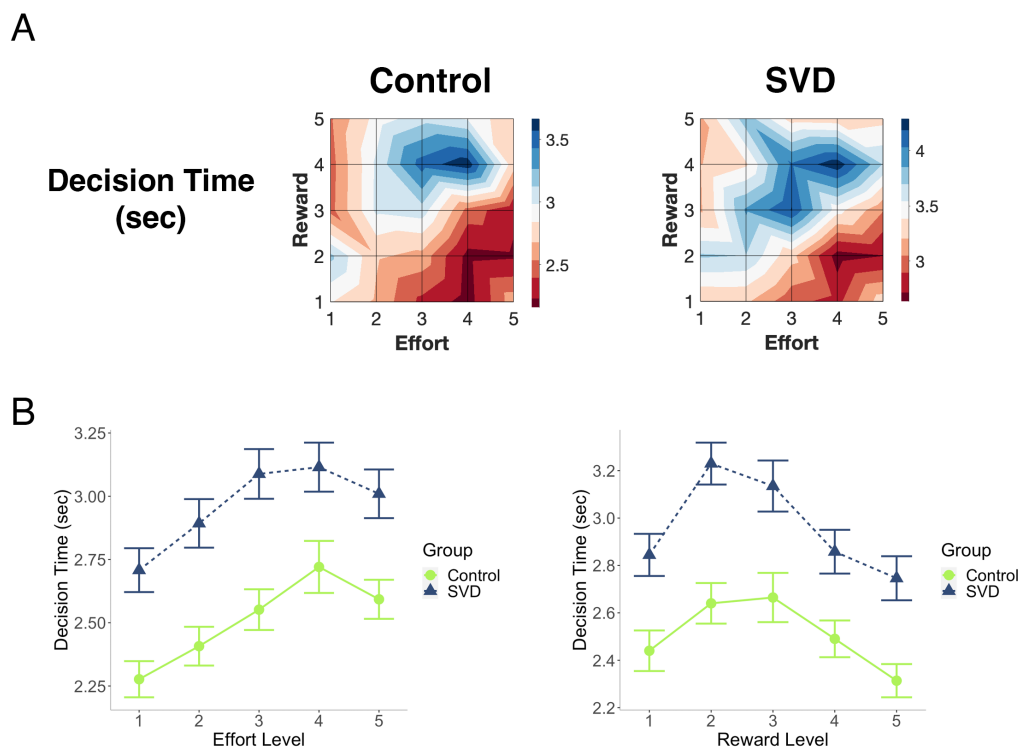 A
Control
SVD
Decision Time
(sec)
Reward
5
4
3
2
1
1 2 3 4 5
Effort
3.5
3
2.5
Reward
5
4
3
2
1
1 2 3 4 5
Effort
4
3.5
3
B
Decision Time (sec)
3.25
3.00
2.75
2.50
2.25
1 2 3 4 5
Effort Level
Group
Control
SVD
Decision Time (sec)
3.2
3.0
2.8
2.6
2.4
2.2
1 2 3 4 5
Reward Level
Group
Control
SVD